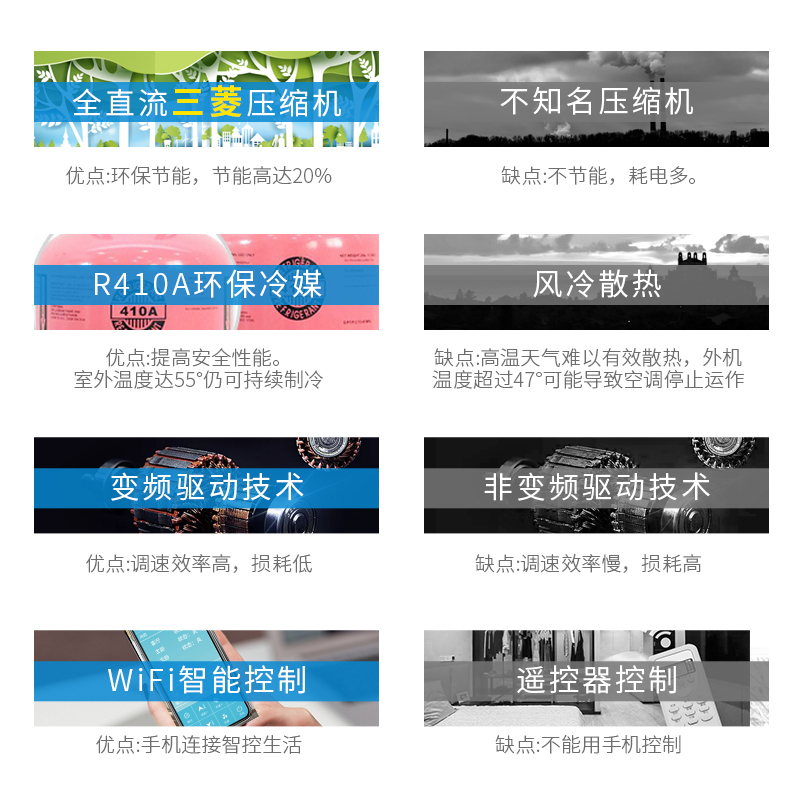 全直流三菱压缩机
不知名压缩机
优点:环保节能，节能高达20%
缺点:不节能，耗电多。
R410A环保冷媒
410A
风冷散热
优点:提高安全性能。
室外温度达55°仍可持续制冷
缺点:高温天气难以有效散热，外机
温度超过47°可能导致空调停止运作
变频驱动技术
非变频驱动技术
优点:调速效率高，损耗低
缺点:调速效率慢，损耗高
WiFi智能控制
遥控器控制
优点:手机连接智控生活
缺点:不能用手机控制